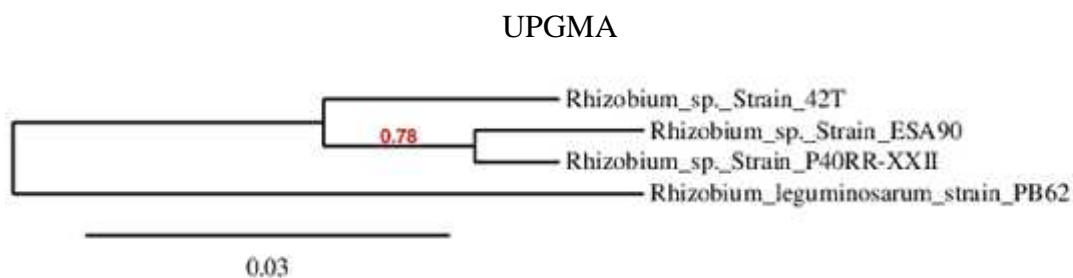 UPGMA
Rhizobium_sp._Strain_42T
Rhizobium_sp._Strain_ESA90
0.78
Rhizobium_sp._Strain_P40RR-XXII
Rhizobium_leguminosarum_strain_PB62
0.03